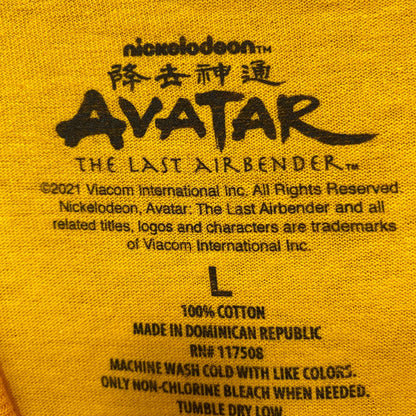 nickelodeon™
降去神通
AVATAR
THE LAST AIRBENDER™
©2021 Viacom International Inc. All Rights Reserved.
Nickelodeon, Avatar: The Last Airbender and all
related titles, logos and characters are trademarks
of Viacom International Inc.
L
100% COTTON
MADE IN DOMINICAN REPUBLIC
RN# 117508
MACHINE WASH COLD WITH LIKE COLORS.
ONLY NON-CHLORINE BLEACH WHEN NEEDED.
TUMBLE DRY LOW